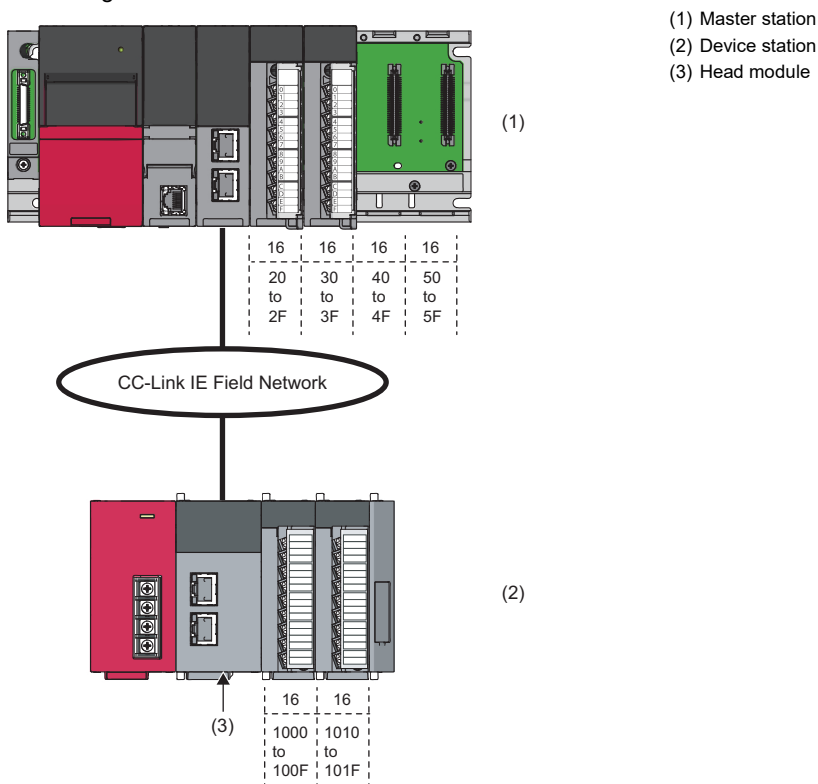 (1) Master station
(2) Device station
(3) Head module
(1)
16 16 16 16
20 30 40 50
to to to to
2F 3F 4F 5F
CC-Link IE Field Network
(2)
16 16
(3)
1000 1010
to to
100F 101F